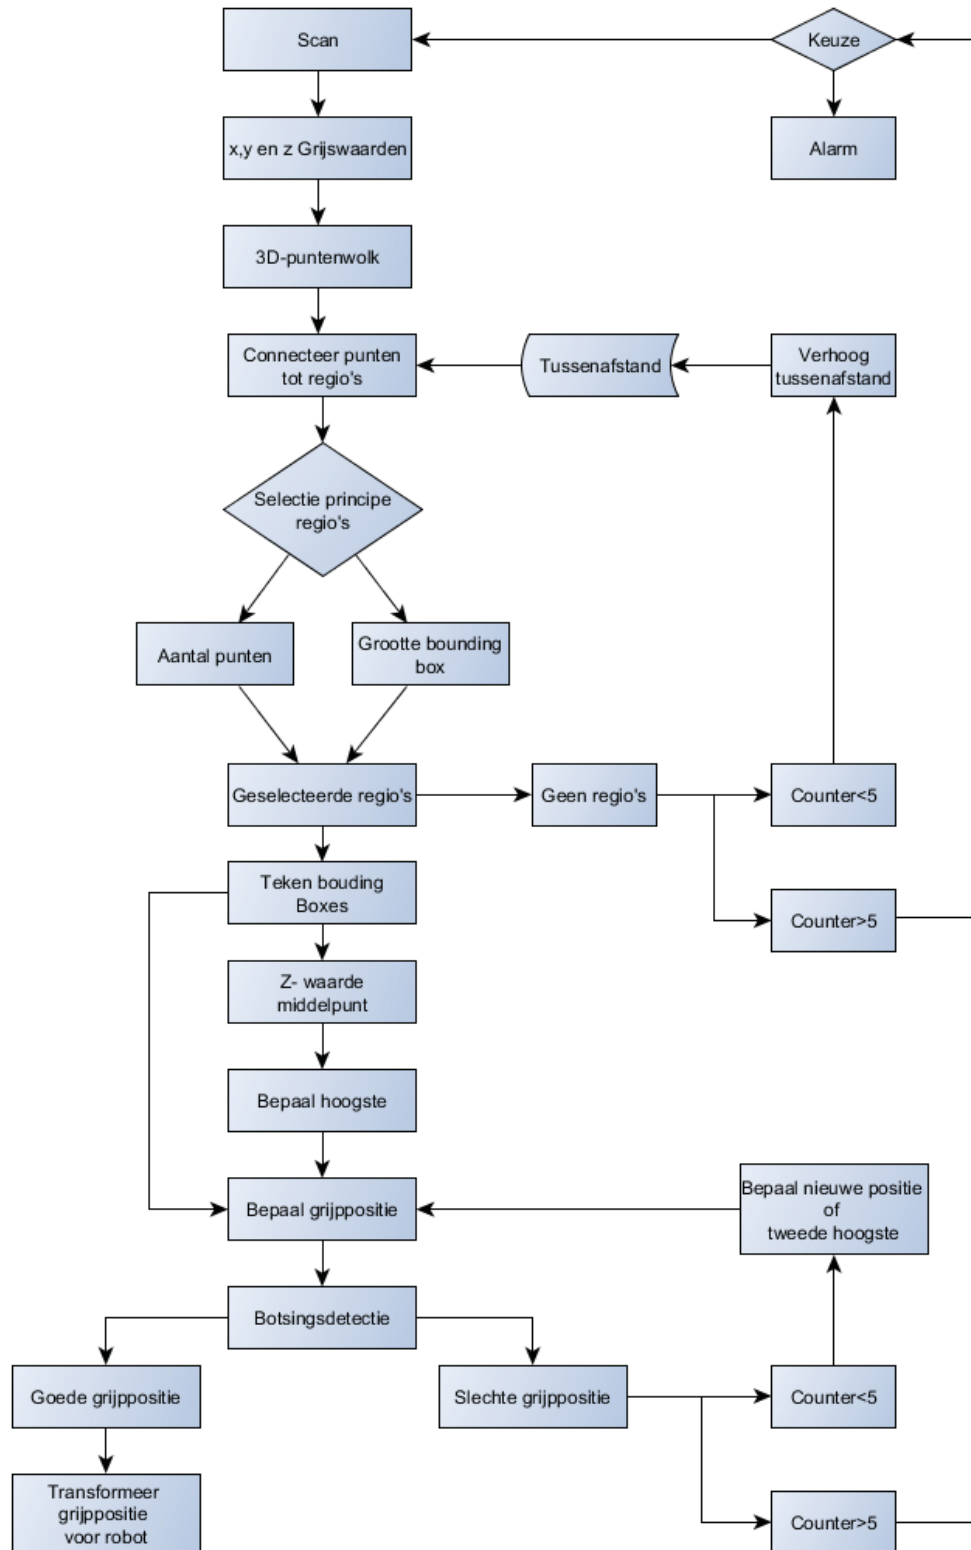 Scan
Keuze
x,y en z Grijswaarden
Alarm
3D-puntenwolk
Connecteer punten
tot regio's
Tussenafstand
Verhoog
tussenafstand
Selectie principe
regio's
Aantal punten
Grootte bounding
box
Geselecteerde regio's
Geen regio's
Counter<5
Teken bouding
Boxes
Counter>5
Z- waarde
middelpunt
Bepaal hoogste
Bepaal grijppositie
Bepaal nieuwe positie
of
tweede hoogste
Botsingsdetectie
Goede grijppositie
Slechte grijppositie
Counter<5
Transformeer
grijppositie
voor robot
Counter>5